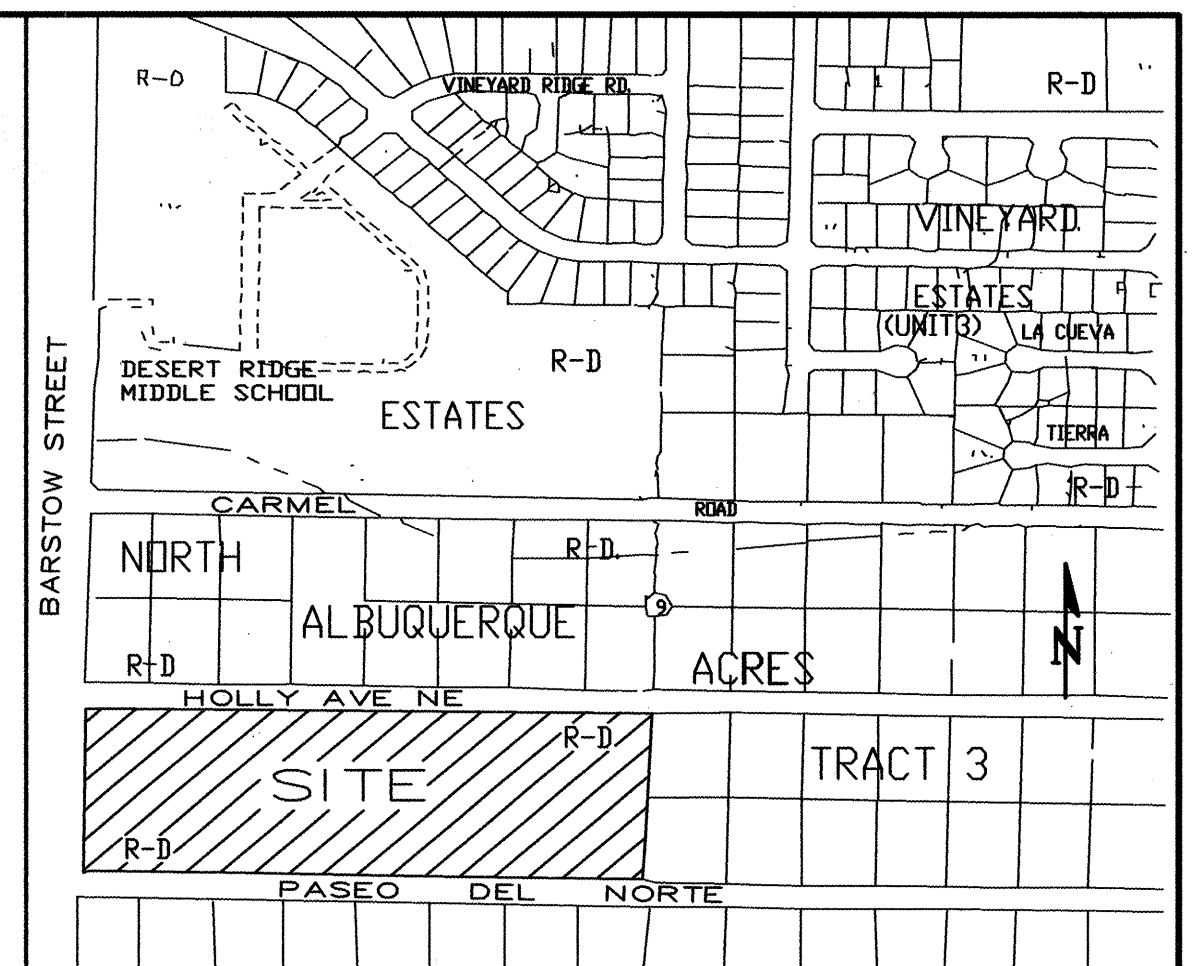 R-D
VINEYARD RIDGE RD.
R-D
VINEYARD
ESTATES
(UNIT3)
LA CUEVA
R-D
DESERT RIDGE
MIDDLE SCHOOL
ESTATES
TIERRA
R-D
BARSTOW STREET
CARMEL ROAD
NORTH
R-D.
ALBUQUERQUE
9
ACRES
N
R-D
HOLLY AVE NE
R-D
SITE
TRACT 3
R-D
PASEO DEL NORTE